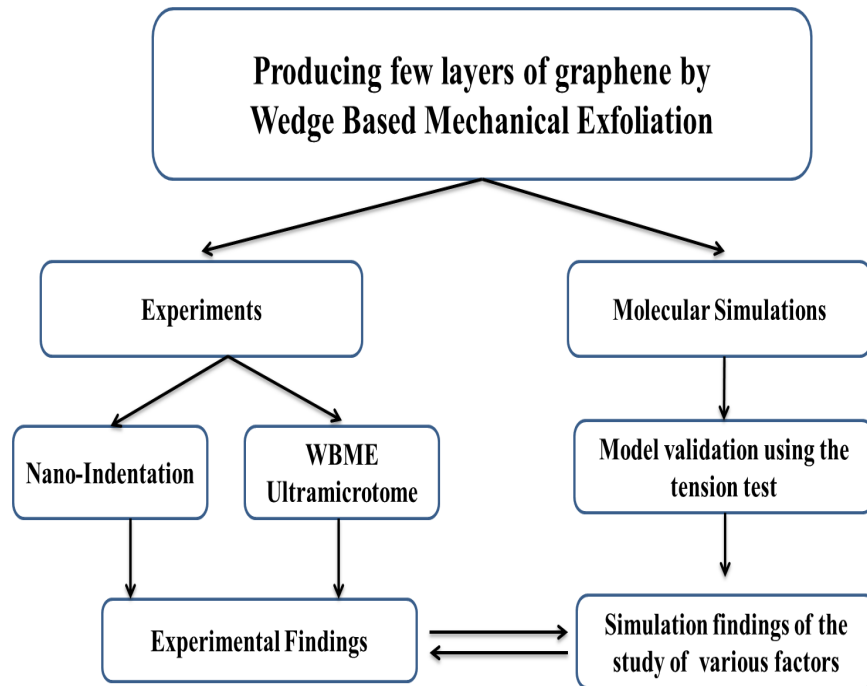 Producing few layers of graphene by
Wedge Based Mechanical Exfoliation
Experiments
Molecular Simulations
Nano-Indentation
WBME
Ultramicrotome
Model validation using the
tension test
Experimental Findings
Simulation findings of the
study of various factors